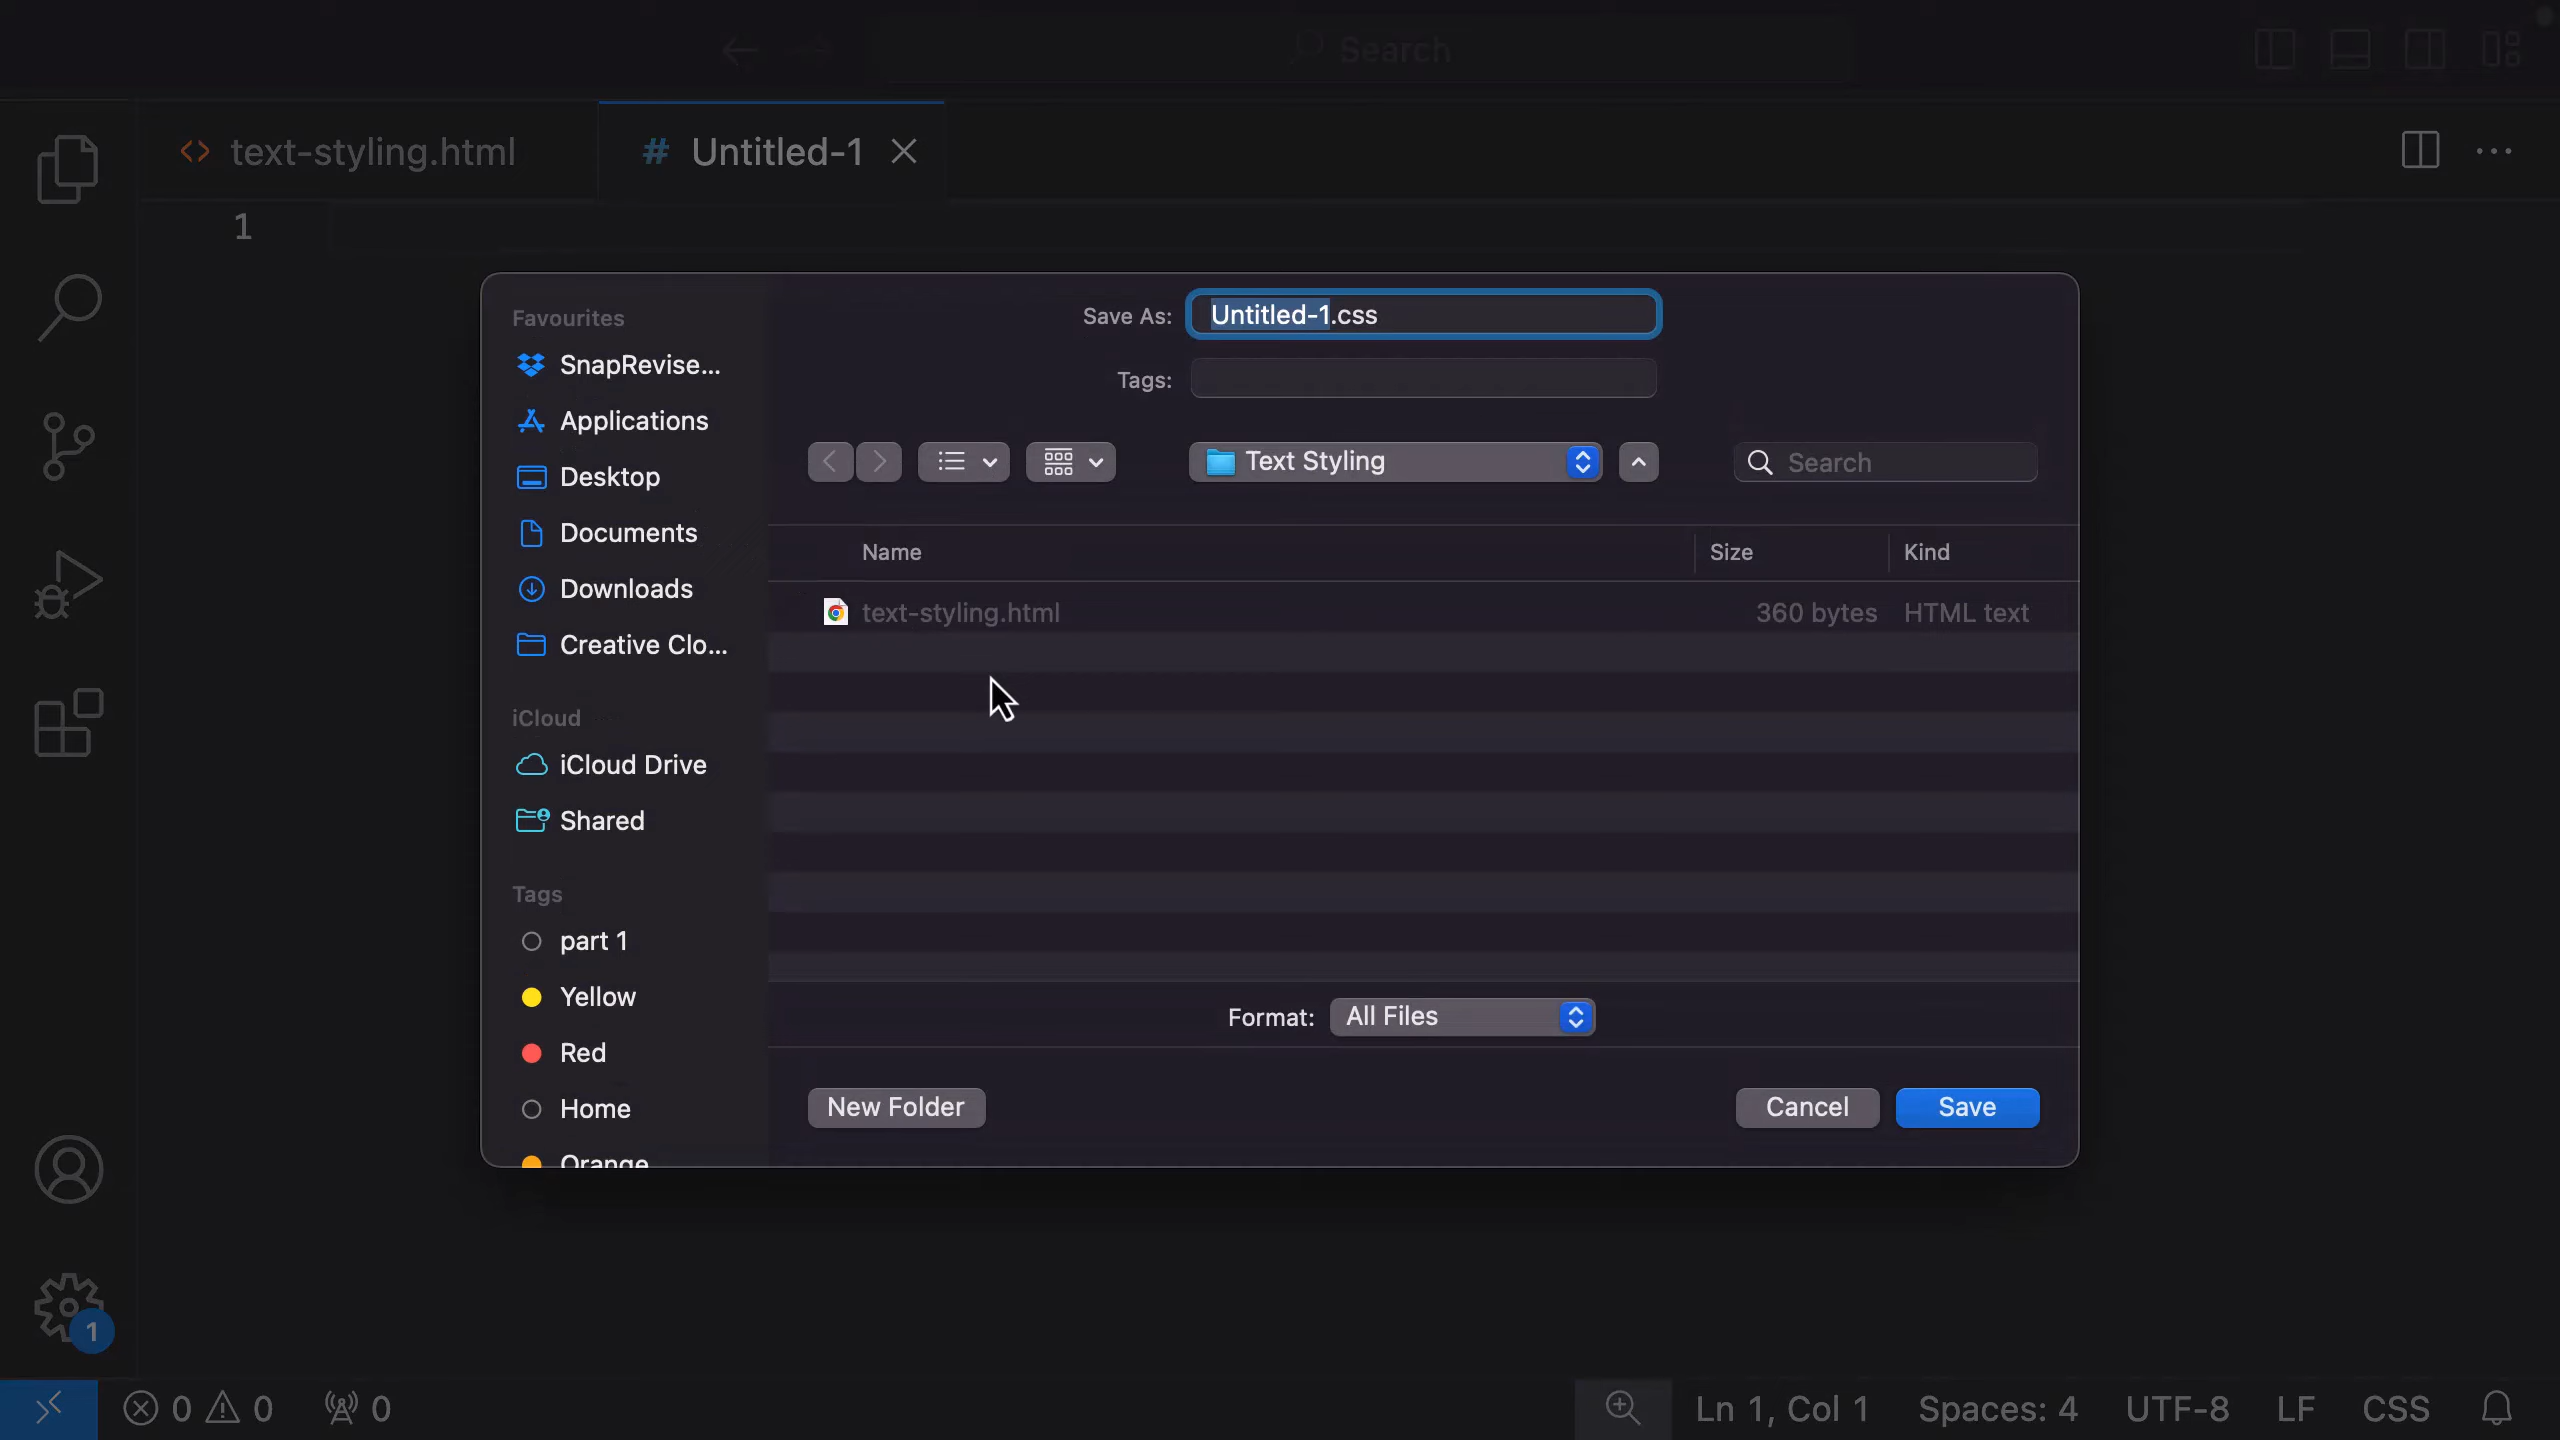 Search
text-styling.html
# Untitled-1
1
Favourites
SnapRevise...
Applications
Desktop
Documents
Downloads
Creative Clo...
iCloud
iCloud Drive
Shared
Tags
part 1
Yellow
Red
Home
Orange
Save As: Untitled-1.css
Tags:
Text Styling
Search
Name Size Kind
text-styling.html 360 bytes HTML text
Format: All Files
New Folder Cancel Save
1
0 0 0 Ln 1, Col 1 Spaces: 4 UTF-8 LF CSS